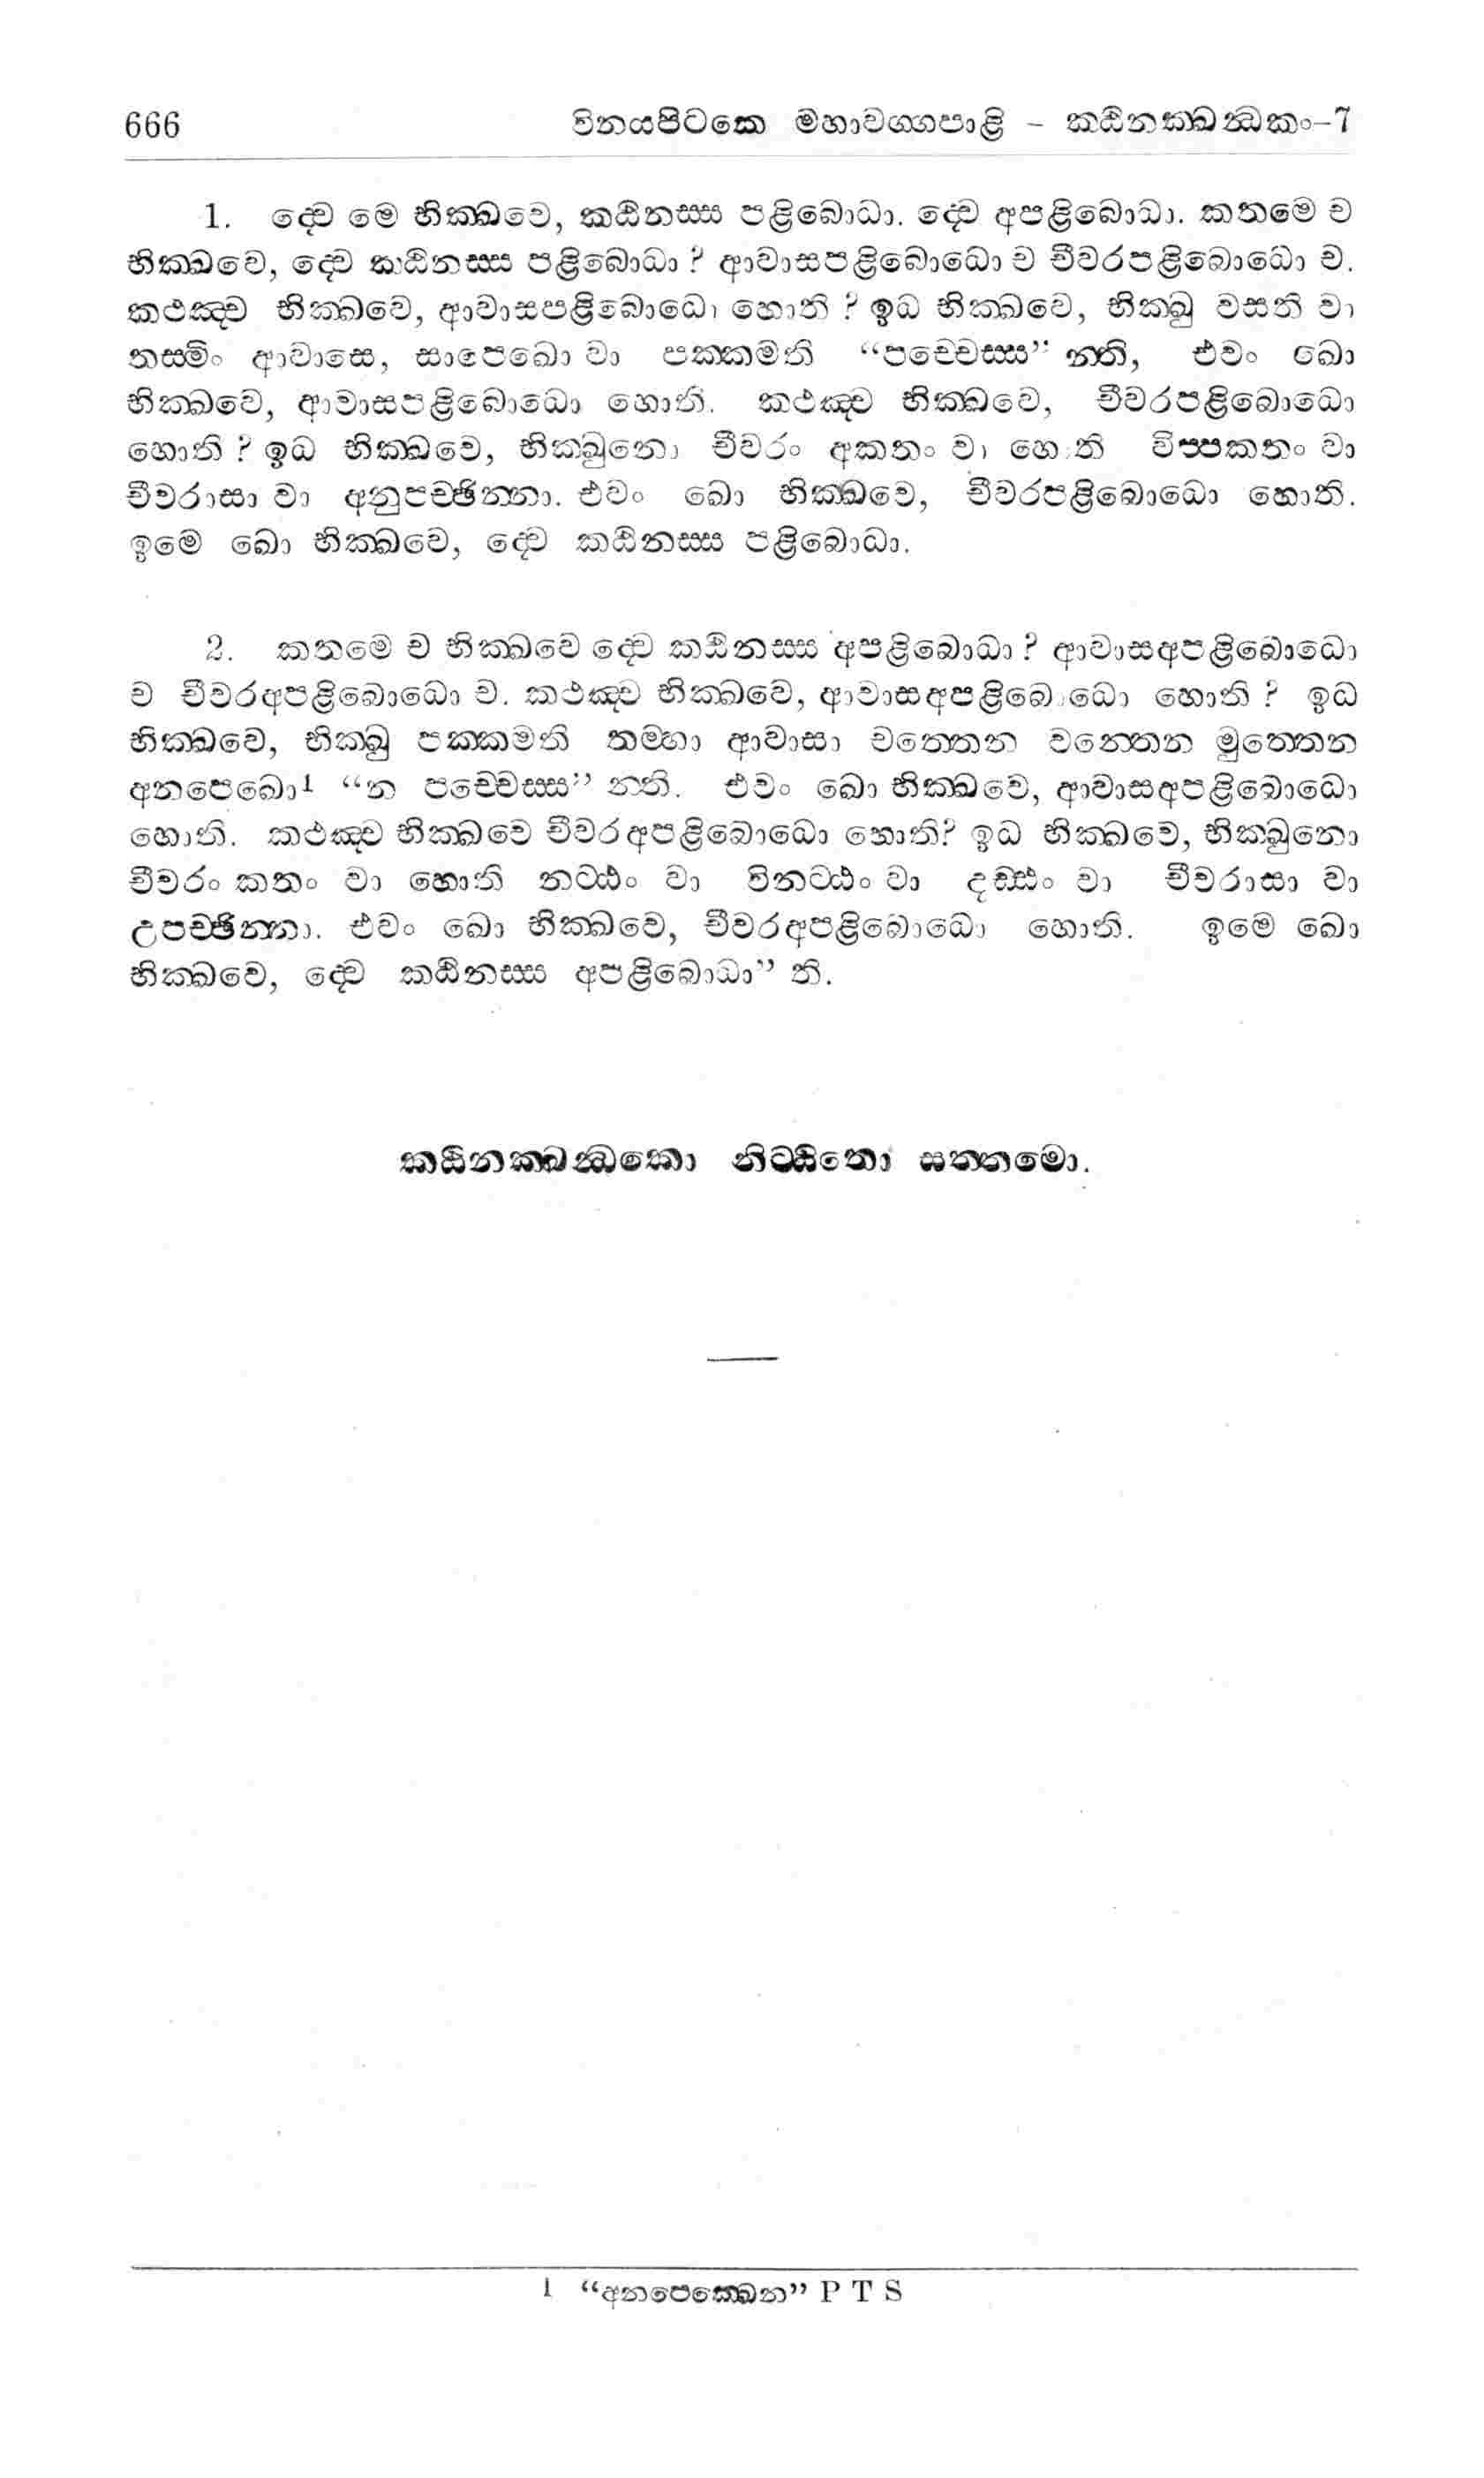 666 විනයපිටකෙ මහාවග්ගපාළි – කඨිනක්ඛන්ධකං–7
1. ද්වෙ මෙ භික්ඛවෙ, කඨිනස්ස පළිබොධා. ද්වෙ අපළිබොධා. කතමෙ ච
භික්ඛවෙ, ද්වෙ කඨිනස්ස පළිබොධා ? ආවාසපළිබොධො ච චීවරපළිබොධො ච.
කථඤ්ච භික්ඛවෙ, ආවාසපළිබොධො හොති ? ඉධ භික්ඛවෙ, භික්ඛු වසති වා
තස්මිං ආවාසෙ, සාපෙඛො වා පක්කමති “පච්චෙස්ස” න්ති, එවං ඛො
භික්ඛවෙ, ආවාසපළිබොධො හොති. කථඤ්ච භික්ඛවෙ, චීවරපළිබොධො
හොති ? ඉධ භික්ඛවෙ, භික්ඛුනො චීවරං අකතං වා හොති විප්පකතං වා
චීවරාසා වා අනුපච්ඡින්නා. එවං ඛො භික්ඛවෙ, චීවරපළිබොධො හොති.
ඉමෙ ඛො භික්ඛවෙ, ද්වෙ කඨිනස්ස පළිබොධා.
2. කතමෙ ච භික්ඛවෙ ද්වෙ කඨිනස්ස අපළිබොධා ? ආවාසඅපළිබොධො
ච චීවරඅපළිබොධො ච. කථඤ්ච භික්ඛවෙ, ආවාසඅපළිබොධො හොති ? ඉධ
භික්ඛවෙ, භික්ඛු පක්කමති තම්හා ආවාසා චත්තෙන වන්තෙන මුත්තෙන
අනපෙඛො1 “න පච්චෙස්ස” න්ති. එවං ඛො භික්ඛවෙ, ආවාසඅපළිබොධො
හොති. කථඤ්ච භික්ඛවෙ චීවරඅපළිබොධො හොති? ඉධ භික්ඛවෙ, භික්ඛුනො
චීවරං කතං වා හොති නට්ඨං වා විනට්ඨං වා දඩ්ඪං වා චීවරාසා වා
උපච්ඡින්නා. එවං ඛො භික්ඛවෙ, චීවරඅපළිබොධො හොති. ඉමෙ ඛො
භික්ඛවෙ, ද්වෙ කඨිනස්ස අපළිබොධා” ති.
කඨිනක්ඛන්ධකො නිට්ඨිතො සත්තමො.
1 “අනපෙක්ඛෙන” P T S